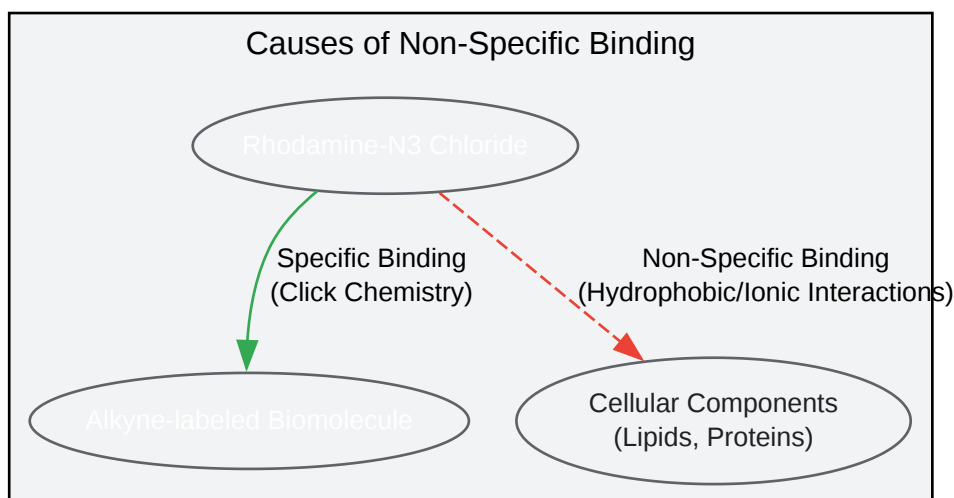 Causes of Non-Specific Binding
Rhodamine-N3 Chloride
Specific Binding
(Click Chemistry)
Non-Specific Binding
(Hydrophobic/Ionic Interactions)
Alkyne-labeled Biomolecule
Cellular Components
(Lipids, Proteins)